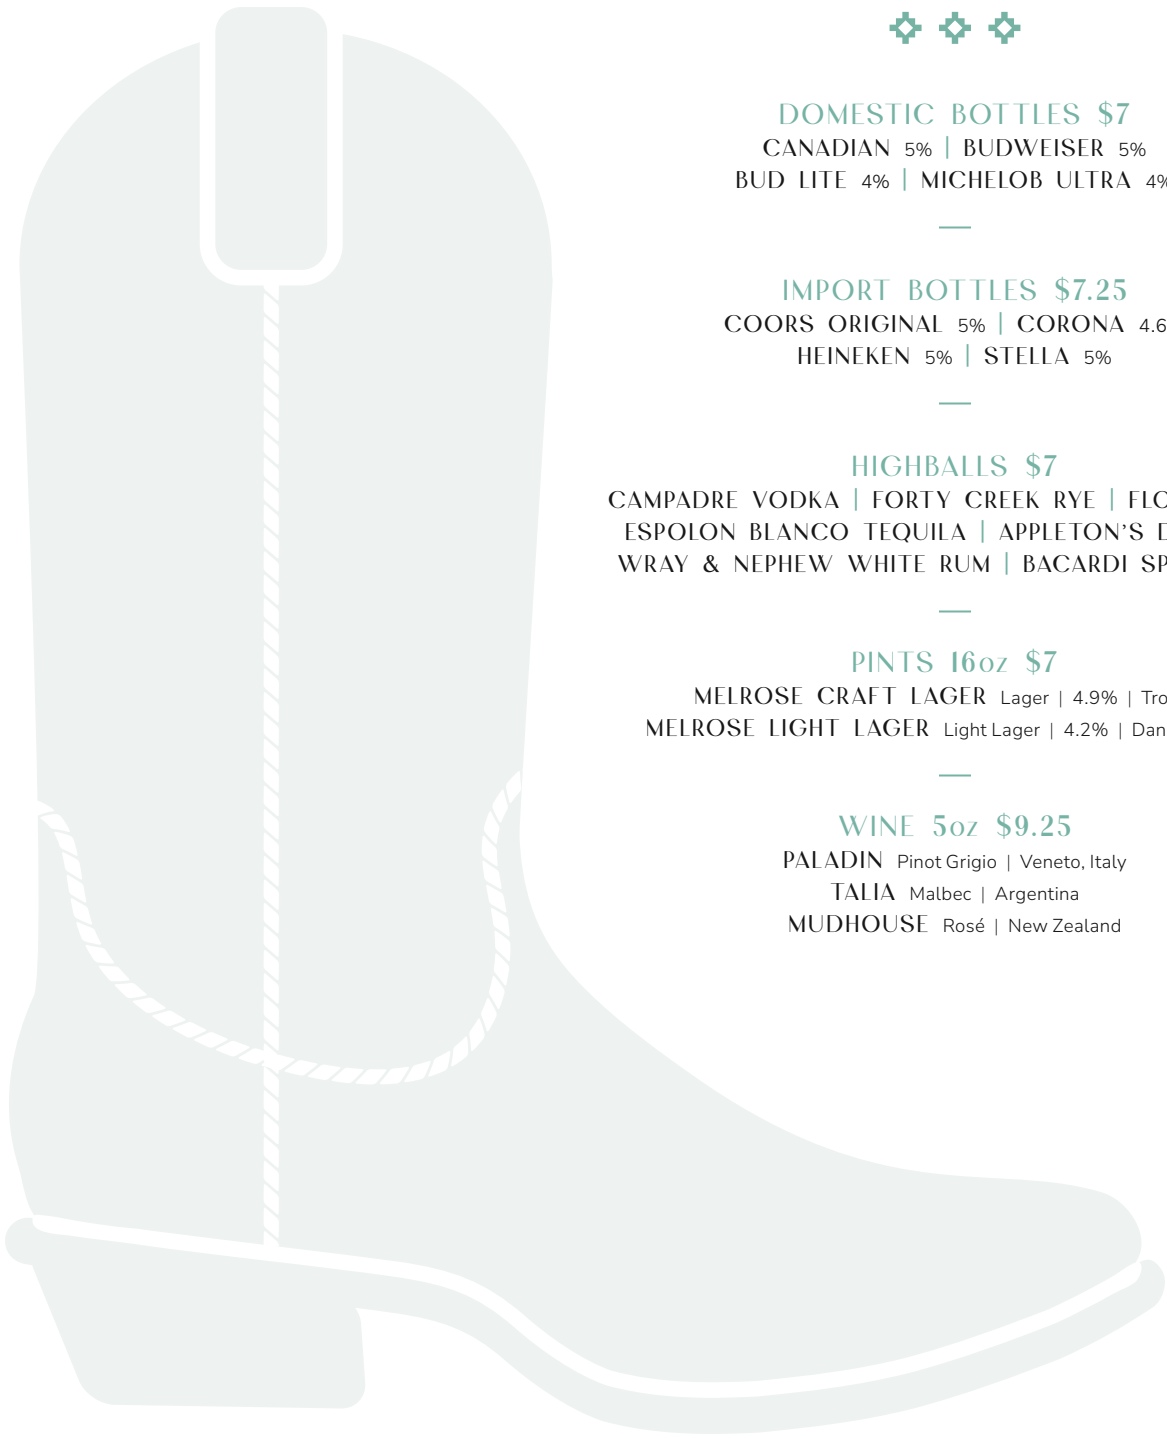 DOMESTIC BOTTLES $7
CANADIAN 5% | BUDWEISER 5%
BUD LITE 4% | MICHELOB ULTRA 4%
IMPORT BOTTLES $7.25
COORS ORIGINAL 5% | CORONA 4.6
HEINEKEN 5% | STELLA 5%
HIGHBALLS $7
CAMPADRE VODKA | FORTY CREEK RYE |
ESPOLON BLANCO TEQUILA | APPLETON'S
WRAY & NEPHEW WHITE RUM | BACARDI
PINTS 16oz $7
MELROSE CRAFT LAGER Lager | 4.9% |
MELROSE LIGHT LAGER Light Lager | 4.2% |
WINE 5oz $9.25
PALADIN Pinot Grigio | Veneto, Italy
TALIA Malbec | Argentina
MUDHOUSE Rosé | New Zealand